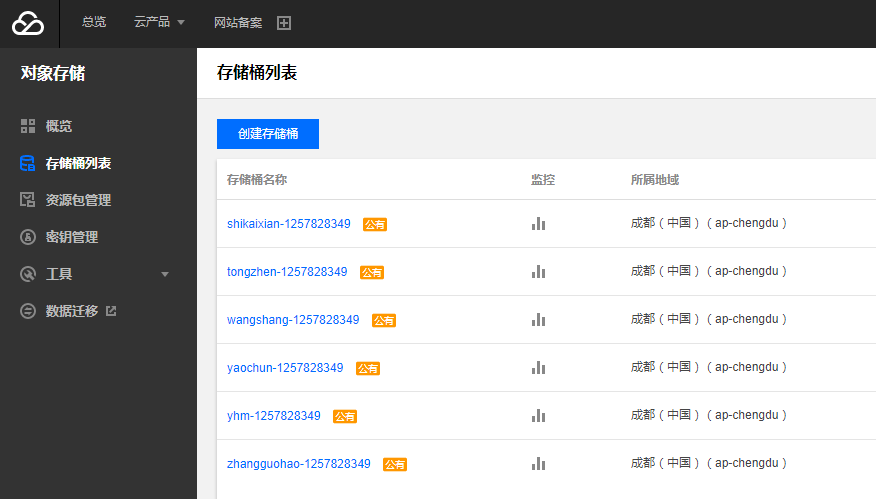 总览 云产品 网站备案
对象存储
概览
存储桶列表
资源包管理
密钥管理
工具
数据迁移
存储桶列表
创建存储桶
存储桶名称 监控 所属地域
shikaixian-1257828349 公有 成都（中国）（ap-chengdu）
tongzhen-1257828349 公有 成都（中国）（ap-chengdu）
wangshang-1257828349 公有 成都（中国）（ap-chengdu）
yaochun-1257828349 公有 成都（中国）（ap-chengdu）
yhm-1257828349 公有 成都（中国）（ap-chengdu）
zhangguohao-1257828349 公有 成都（中国）（ap-chengdu）